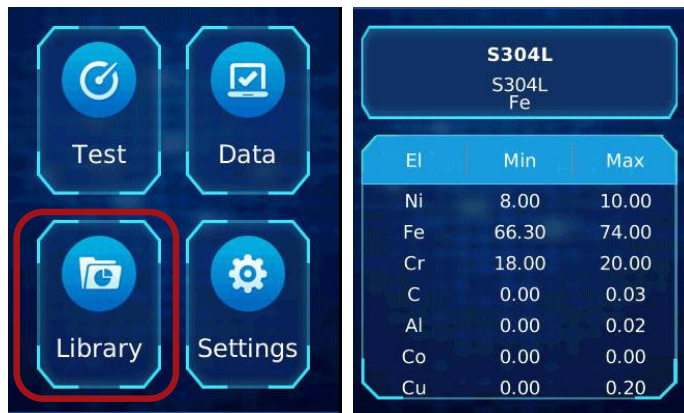 Test Data
Library Settings
S304L
S304L
Fe
El Min Max
Ni 8.00 10.00
Fe 66.30 74.00
Cr 18.00 20.00
C 0.00 0.03
Al 0.00 0.02
Co 0.00 0.00
Cu 0.00 0.20